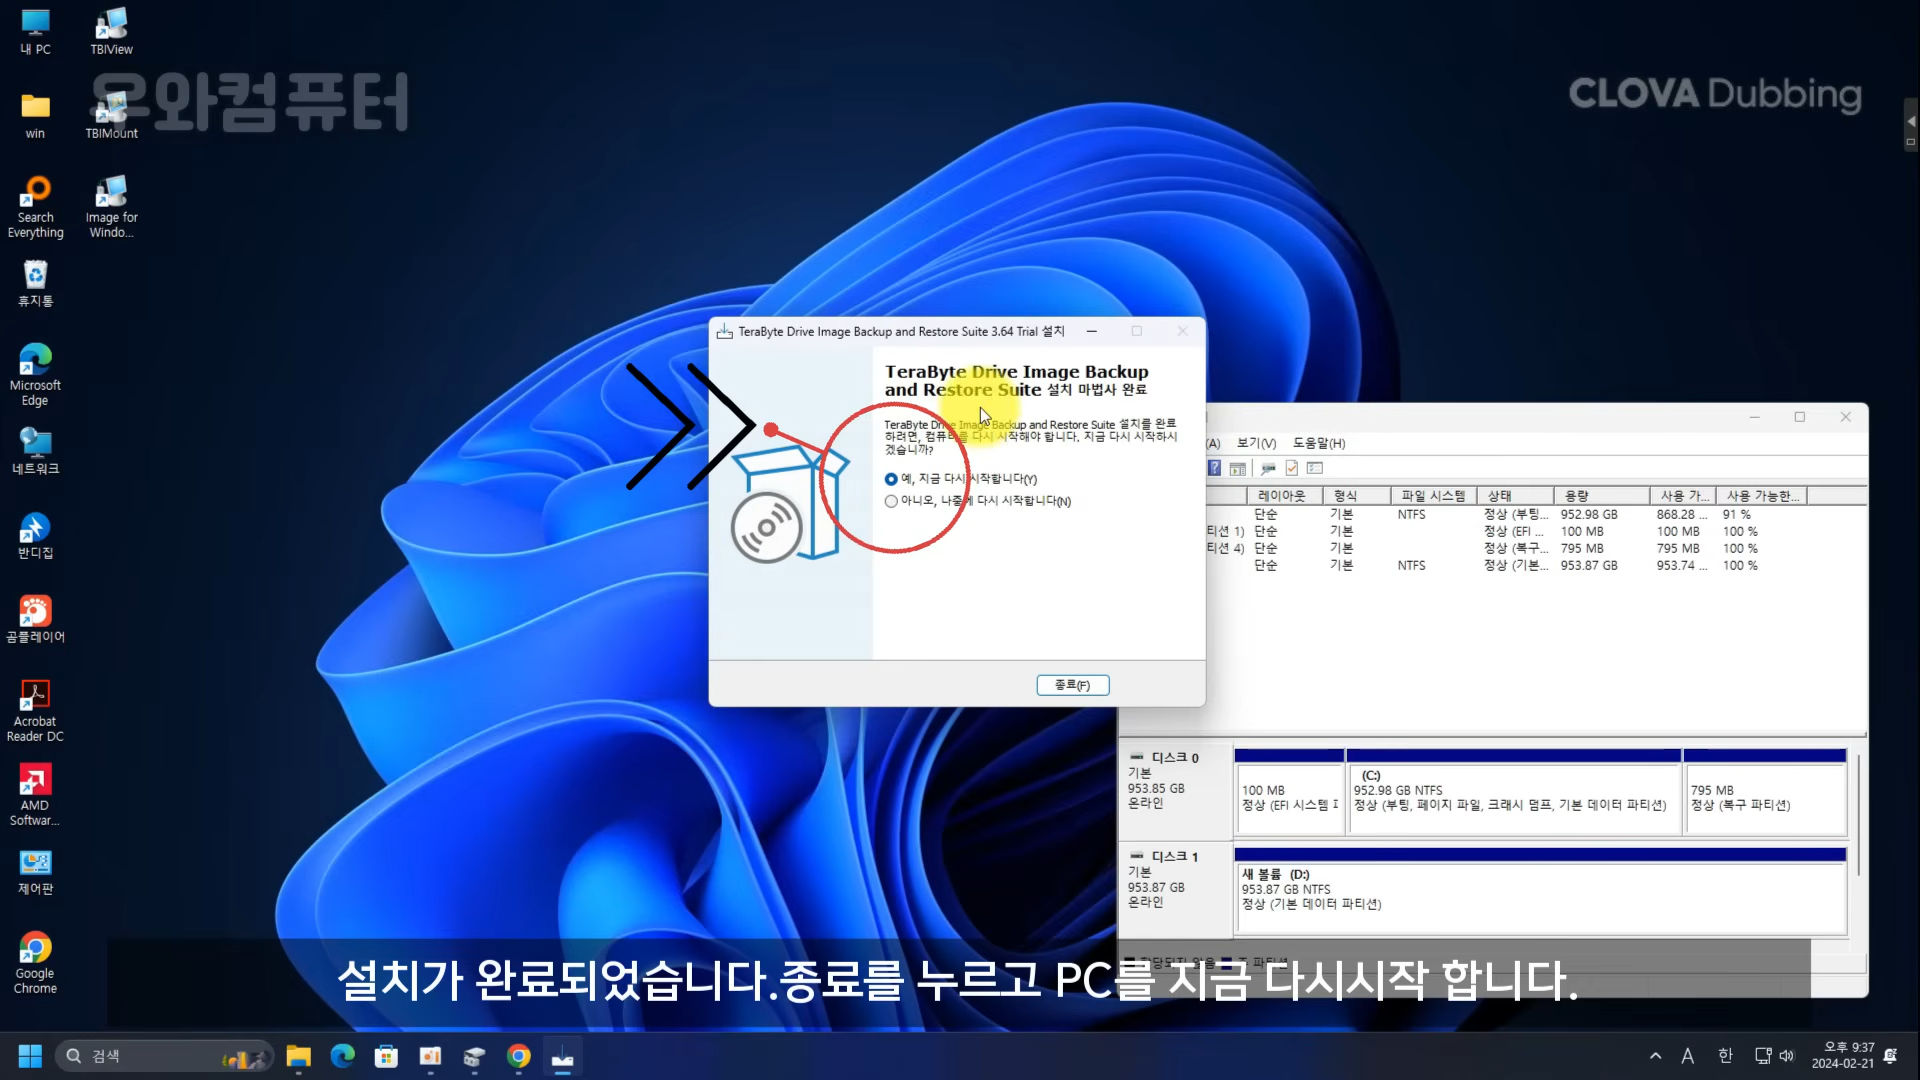 내 PC
TBIView
우와컴퓨터
CLOVA Dubbing
win
TBIMount
Search
Everything
Image for
Windo...
휴지통
Microsoft
Edge
네트워크
반디집
곰플레이어
Acrobat
Reader DC
AMD
Softwar...
제어판
Google
Chrome
TeraByte Drive Image Backup and Restore Suite 3.64 Trial 설치
TeraByte Drive Image Backup
and Restore Suite 설치 마법사 완료
TeraByte Drive Image Backup and Restore Suite 설치를 완료
하려면, 컴퓨터를 다시 시작해야 합니다. 지금 다시 시작하시
겠습니까?
예, 지금 다시 시작합니다(Y)
아니오, 나중에 다시 시작합니다(N)
종료(F)
(A) 보기(V) 도움말(H)
레이아웃 형식 파일 시스템 상태 용량 사용 가... 사용 가능한...
단순 기본 NTFS 정상 (부팅... 952.98 GB 868.28 ... 91 %
티션 1) 단순 기본 정상 (EFI ... 100 MB 100 MB 100 %
티션 4) 단순 기본 정상 (복구... 795 MB 795 MB 100 %
단순 기본 NTFS 정상 (기본... 953.87 GB 953.74 ... 100 %
디스크 0
기본
953.85 GB
온라인
100 MB
정상 (EFI 시스템 
(C:)
952.98 GB NTFS
정상 (부팅, 페이지 파일, 크래시 덤프, 기본 데이터 파티션)
795 MB
정상 (복구 파티션)
디스크 1
기본
953.87 GB
온라인
새 볼륨 (D:)
953.87 GB NTFS
정상 (기본 데이터 파티션)
설치가 완료되었습니다.종료를 누르고 PC를 지금 다시시작 합니다.
검색
A 한
오후 9:37
2024-02-21